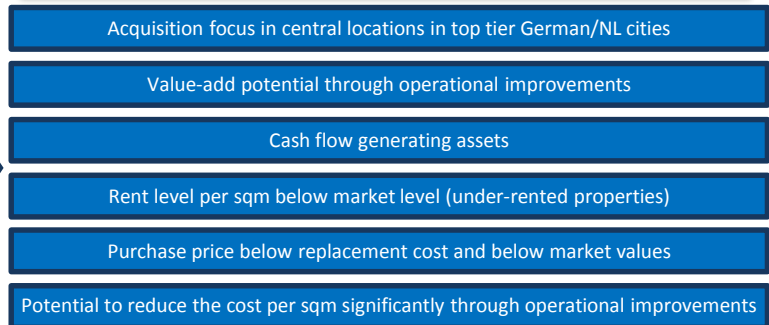 Acquisition focus in central locations in top tier German/NL cities
Value-add potential through operational improvements
Cash flow generating assets
Rent level per sqm below market level (under-rented properties)
Purchase price below replacement cost and below market values
Potential to reduce the cost per sqm significantly through operational improvements